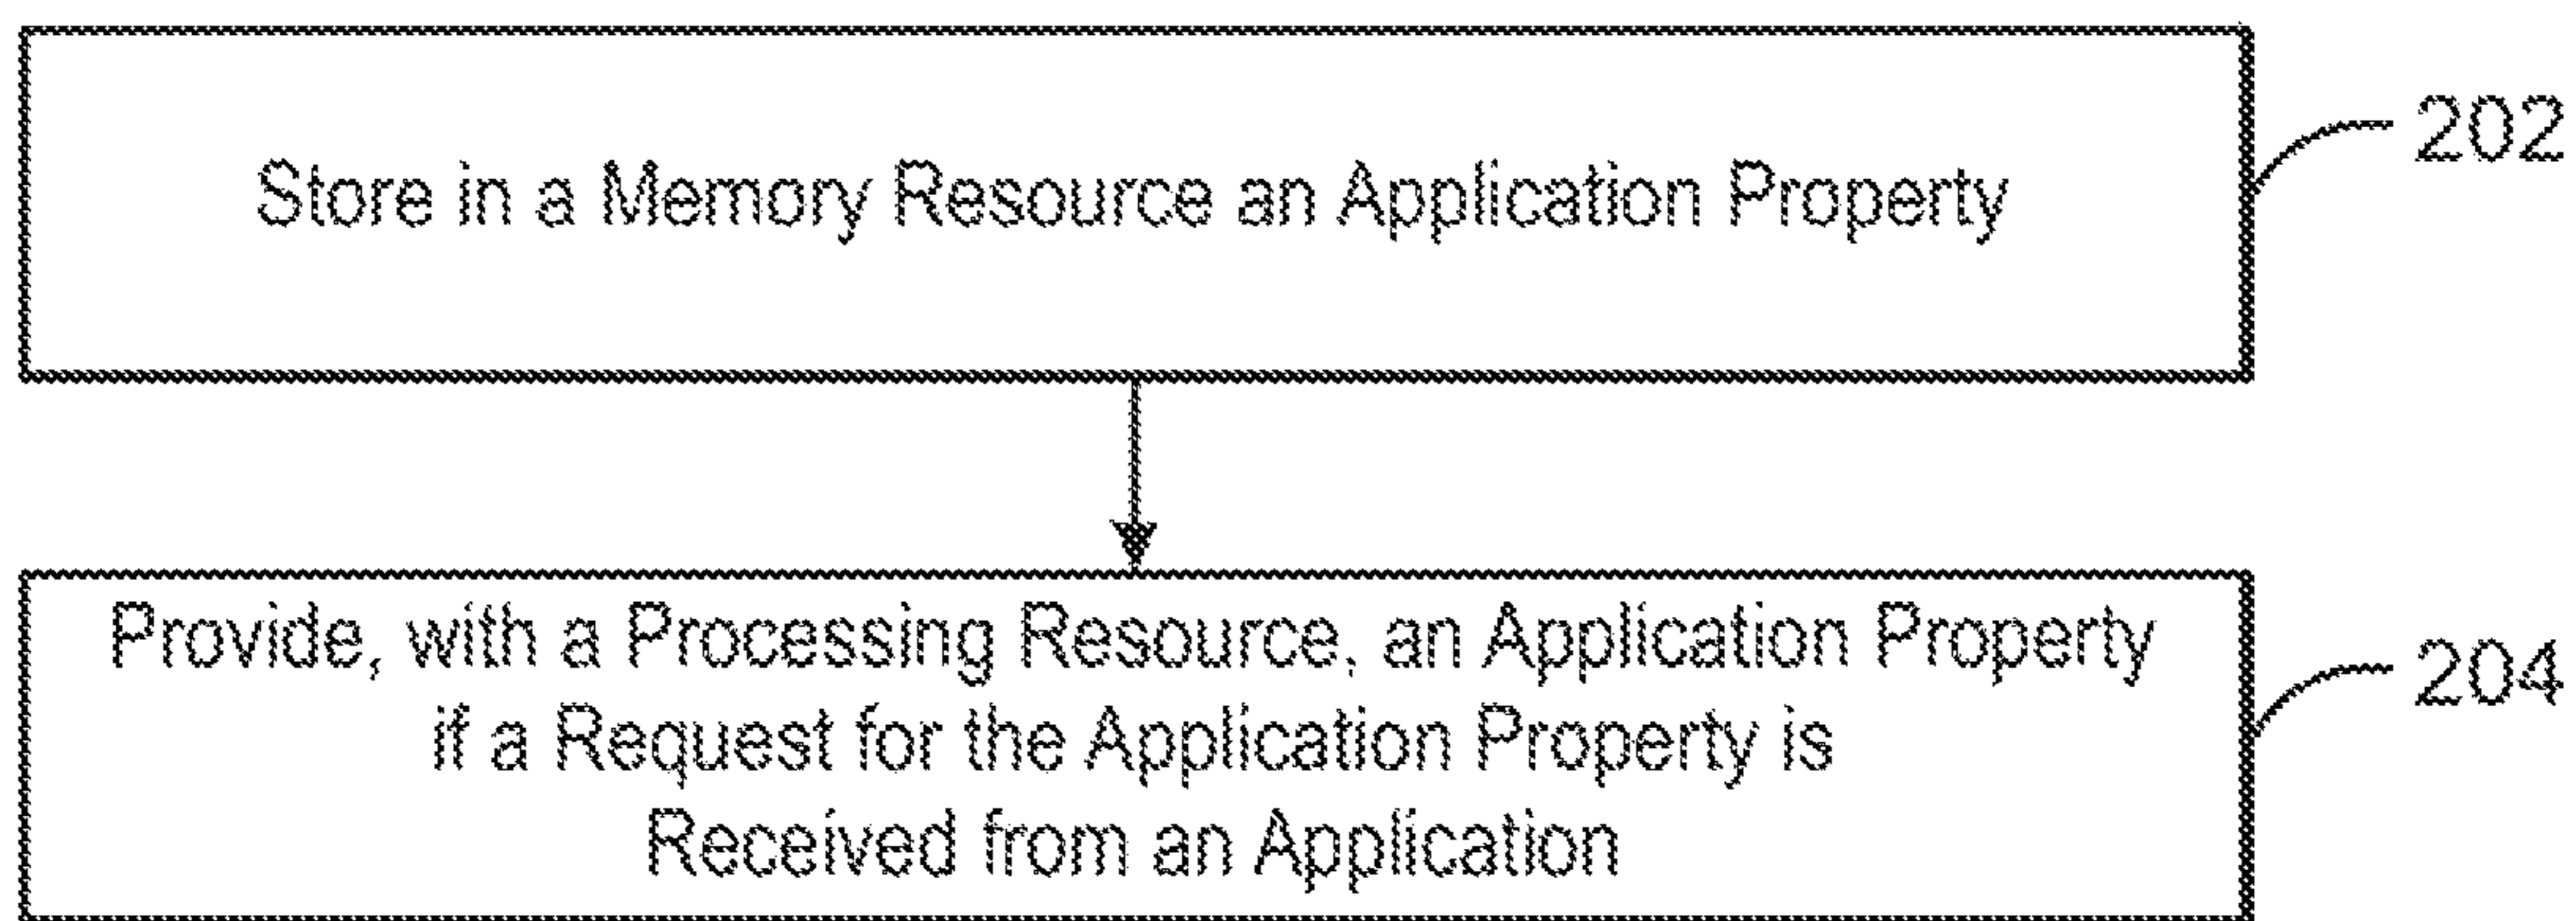 Store in a Memory Resource an Application Property
202
Provide, with a Processing Resource, an Application Property
if a Request for the Application Property is
Received from an Application
204